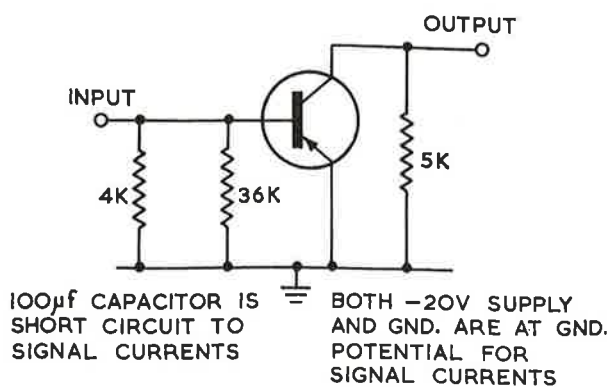 OUTPUT
INPUT
4K
36K
5K
100µf CAPACITOR IS
SHORT CIRCUIT TO
SIGNAL CURRENTS
BOTH -20V SUPPLY
AND GND. ARE AT GND.
POTENTIAL FOR
SIGNAL CURRENTS